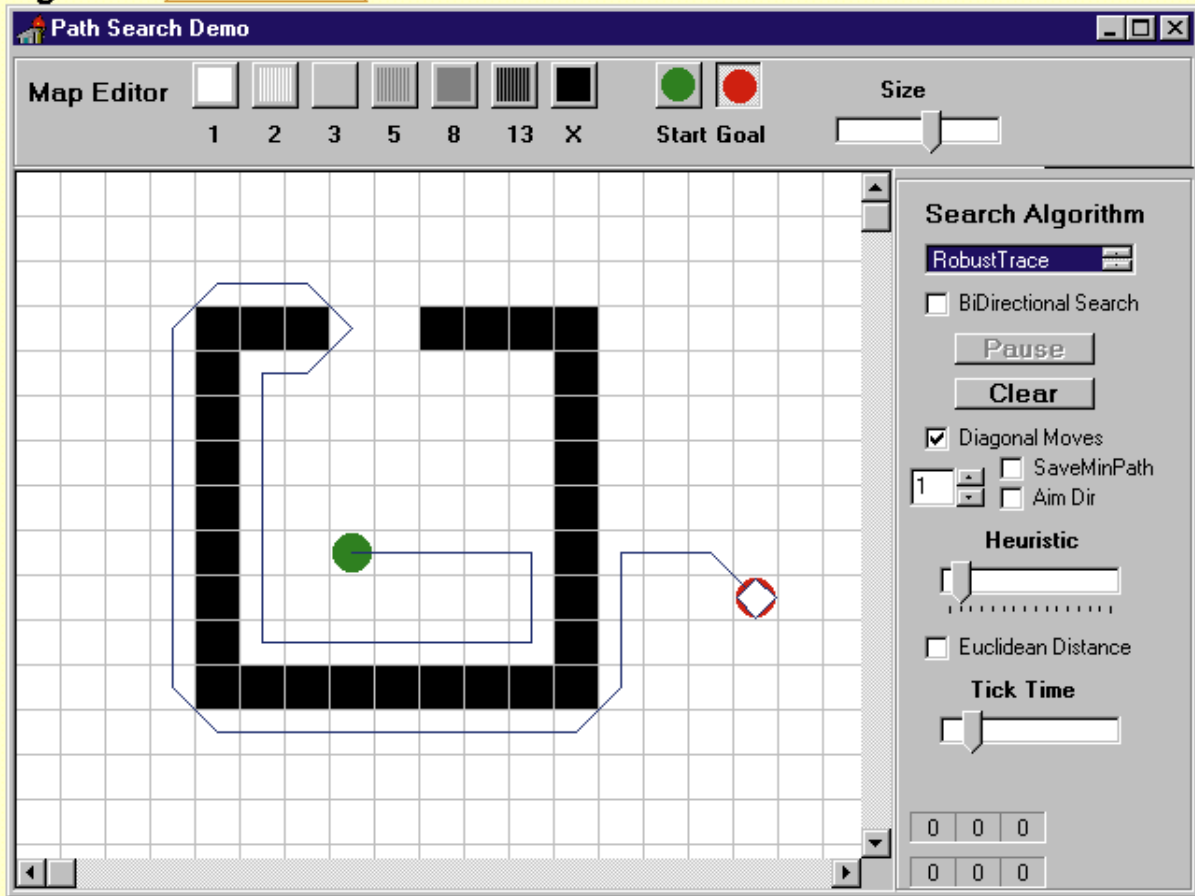 Path Search Demo
Map Editor
1 2 3 5 8 13 X
Start Goal
Size
Search Algorithm
RobustTrace
BiDirectional Search
Pause
Clear
Diagonal Moves
1
SaveMinPath
Aim Dir
Heuristic
Euclidean Distance
Tick Time
0 0 0
0 0 0